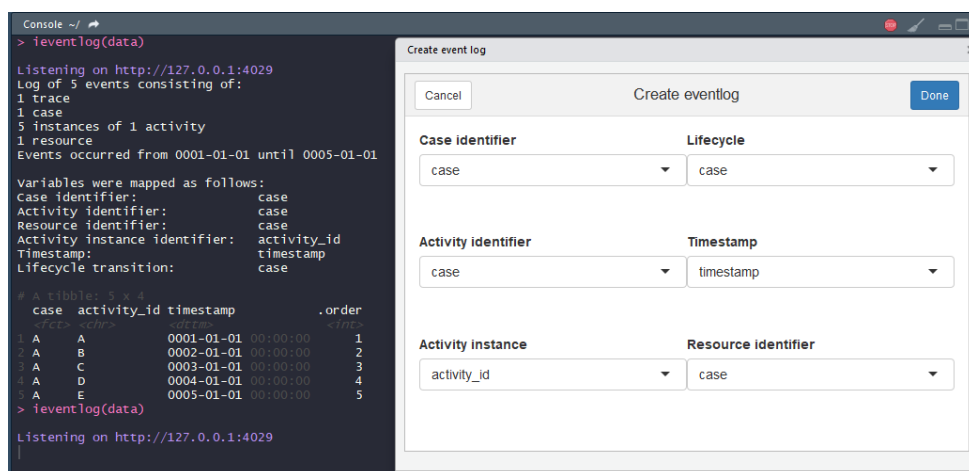 Console ~/
> ieventlog(data)
Listening on http://127.0.0.1:4029
Log of 5 events consisting of:
1 trace
1 case
5 instances of 1 activity
1 resource
Events occurred from 0001-01-01 until 0005-01-01
Variables were mapped as follows:
Case identifier: case
Activity identifier: case
Resource identifier: case
Activity instance identifier: activity_id
Timestamp: timestamp
Lifecycle transition: case
# A tibble: 5 x 4
case activity_id timestamp .order
<fct> <chr> <dttm> <int>
1 A A 0001-01-01 00:00:00 1
2 A B 0002-01-01 00:00:00 2
3 A C 0003-01-01 00:00:00 3
4 A D 0004-01-01 00:00:00 4
5 A E 0005-01-01 00:00:00 5
> ieventlog(data)
Listening on http://127.0.0.1:4029
Create event log
Cancel Create eventlog Done
Case identifier Lifecycle
case case
Activity identifier Timestamp
case timestamp
Activity instance Resource identifier
activity_id case